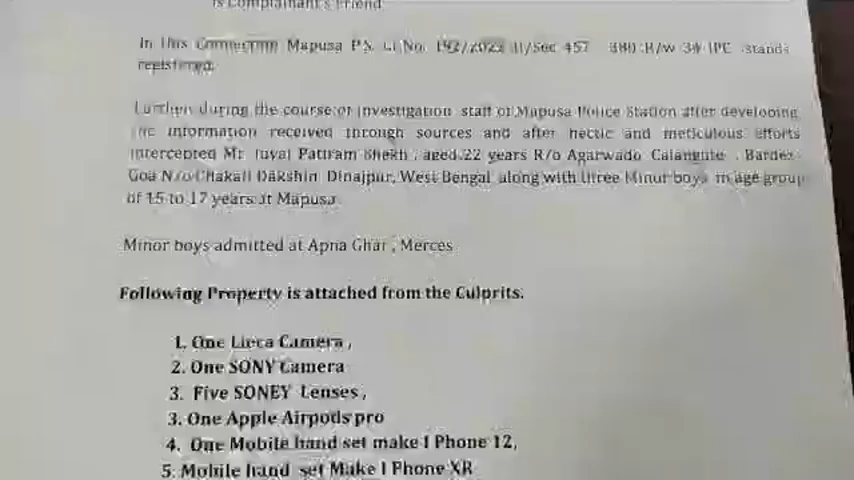 is Complainant's Friend
In this Connection Mapusa P.S. Cr No. 192/2022 U/Sec 457 380 R/w 34 IPC stands
registered.
Further during the course of investigation staff of Mapusa Police Station after developing
the information received through sources and after hectic and meticulous efforts
intercepted Mr. Patiram Shekh , aged 22 years R/o Agarwado Calangute , Bardez-
Goa N/o Chakali Dakshin Dinajpur, West Bengal along with three Minor boys in age group
of 15 to 17 years at Mapusa.
Minor boys admitted at Apna Ghar , Merces
Following Property is attached from the Culprits.
1. One Lieca Camera ,
2. One SONY Camera
3. Five SONEY Lenses ,
3. One Apple Airpods pro
4. One Mobile hand set make I Phone 12,
5. Mobile hand set Make I Phone XR